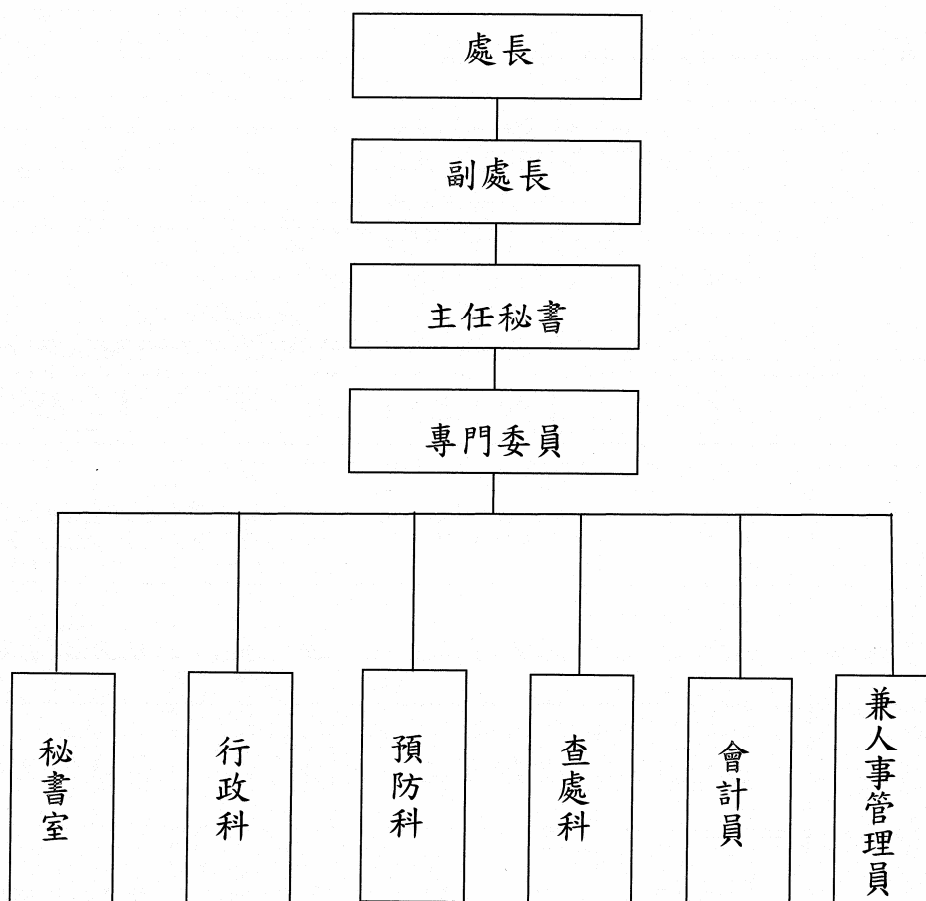 處長
副處長
主任秘書
專門委員
秘書室
行政科
預防科
查處科
會計員
兼人事管理員